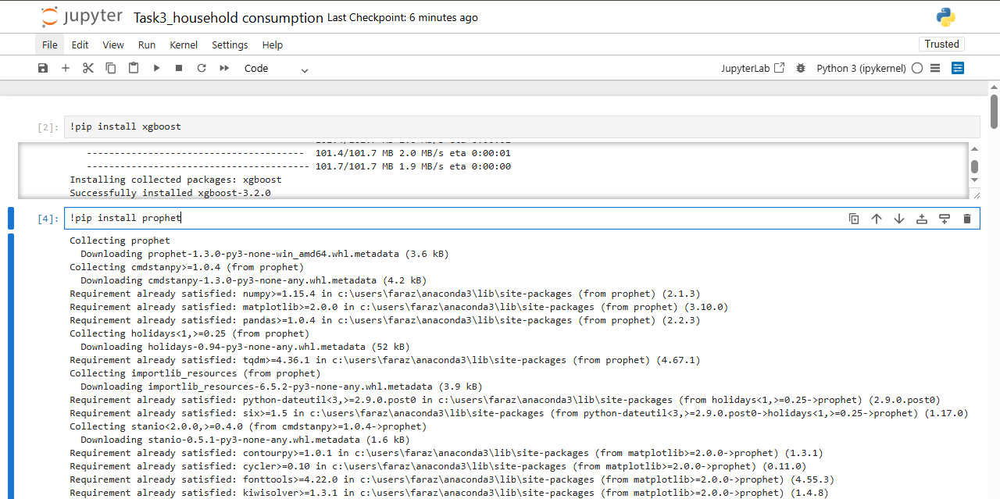 jupyter Task3_household consumption Last Checkpoint: 6 minutes ago
File Edit View Run Kernel Settings Help Trusted
Code JupyterLab Python 3 (ipykernel)
[2]: !pip install xgboost
--------------------------------------- 101.4/101.7 MB 2.0 MB/s eta 0:00:01
---------------------------------------- 101.7/101.7 MB 1.9 MB/s eta 0:00:00
Installing collected packages: xgboost
Successfully installed xgboost-3.2.0
[4]: !pip install prophet
Collecting prophet
Downloading prophet-1.3.0-py3-none-win_amd64.whl.metadata (3.6 kB)
Collecting cmdstanpy>=1.0.4 (from prophet)
Downloading cmdstanpy-1.3.0-py3-none-any.whl.metadata (4.2 kB)
Requirement already satisfied: numpy>=1.15.4 in c:\users\faraz\anaconda3\lib\site-packages (from prophet) (2.1.3)
Requirement already satisfied: matplotlib>=2.0.0 in c:\users\faraz\anaconda3\lib\site-packages (from prophet) (3.10.0)
Requirement already satisfied: pandas>=1.0.4 in c:\users\faraz\anaconda3\lib\site-packages (from prophet) (2.2.3)
Collecting holidays<1,>=0.25 (from prophet)
Downloading holidays-0.94-py3-none-any.whl.metadata (52 kB)
Requirement already satisfied: tqdm>=4.36.1 in c:\users\faraz\anaconda3\lib\site-packages (from prophet) (4.67.1)
Collecting importlib_resources (from prophet)
Downloading importlib_resources-6.5.2-py3-none-any.whl.metadata (3.9 kB)
Requirement already satisfied: python-dateutil<3,>=2.9.0.post0 in c:\users\faraz\anaconda3\lib\site-packages (from holidays<1,>=0.25->prophet) (2.9.0.post0)
Requirement already satisfied: six>=1.5 in c:\users\faraz\anaconda3\lib\site-packages (from python-dateutil<3,>=2.9.0.post0->holidays<1,>=0.25->prophet) (1.17.0)
Collecting stanio<2.0.0,>=0.4.0 (from cmdstanpy>=1.0.4->prophet)
Downloading stanio-0.5.1-py3-none-any.whl.metadata (1.6 kB)
Requirement already satisfied: contourpy>=1.0.1 in c:\users\faraz\anaconda3\lib\site-packages (from matplotlib>=2.0.0->prophet) (1.3.1)
Requirement already satisfied: cycler>=0.10 in c:\users\faraz\anaconda3\lib\site-packages (from matplotlib>=2.0.0->prophet) (0.11.0)
Requirement already satisfied: fonttools>=4.22.0 in c:\users\faraz\anaconda3\lib\site-packages (from matplotlib>=2.0.0->prophet) (4.55.3)
Requirement already satisfied: kiwisolver>=1.3.1 in c:\users\faraz\anaconda3\lib\site-packages (from matplotlib>=2.0.0->prophet) (1.4.8)